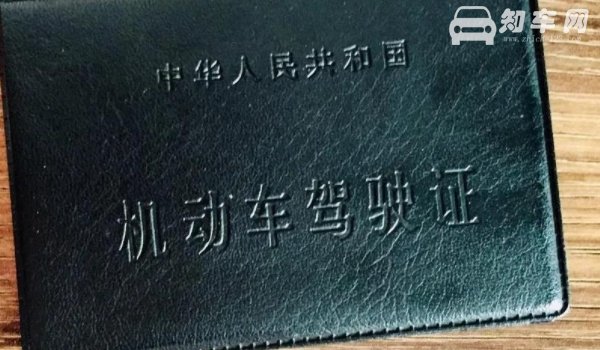 知车网
中华人民共和国
机动车驾驶证